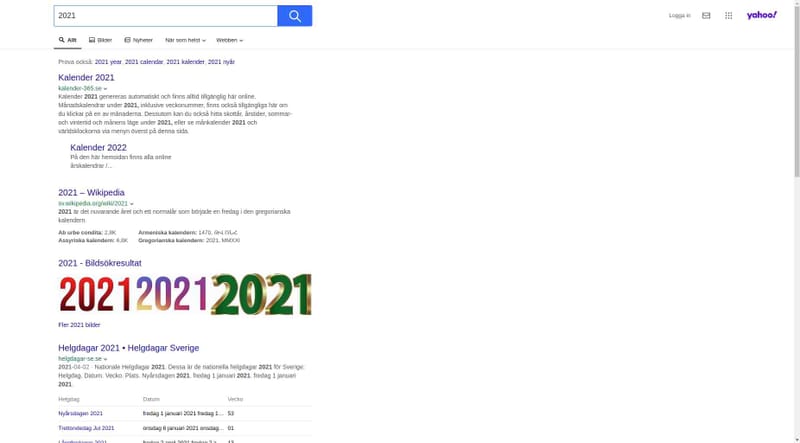 2021
Logga in
yahoo!
Allt
Bilder
Nyheter
När som helst
Webben
Prova också: 2021 year, 2021 calendar, 2021 kalender, 2021 nyår
Kalender 2021
kalender-365.se
Kalender 2021 genereras automatiskt och finns alltid tillgänglig här online.
Månadskalendrar under 2021, inklusive veckonummer, finns också tillgängliga här om
du klickar på en av månaderna. Dessutom kan du också hitta skottår, årstider, sommar-
och vintertid och månens läge under 2021, eller se månkalender 2021 och
världsklockorna via menyn överst på denna sida.
Kalender 2022
På den här hemsidan finns alla online
årskalendrar /...
2021 – Wikipedia
sv.wikipedia.org/wiki/2021
2021 är det nuvarande året och ett normalår som började en fredag i den gregorianska
kalendern.
Ab urbe condita: 2,8K
Armeniska kalendern: 1470,
Assyriska kalendern: 6,8K
Gregorianska kalendern: 2021, MMXXI
2021 - Bildsökresultat
2021 2021 2021
Fler 2021 bilder
Helgdagar 2021 • Helgdagar Sverige
helgdagar-se.se
2021-04-02 · Nationale Helgdagar 2021. Dessa är de nationella helgdagar 2021 för Sverige:
Helgdag. Datum. Vecko. Plats. Nyårsdagen 2021. fredag 1 januari 2021. fredag 1 januari
2021.
Helgdag Datum Vecko
Nyårsdagen 2021 fredag 1 januari 2021 fredag 1... 53
Trettondedag Jul 2021 onsdag 6 januari 2021 onsdag... 01